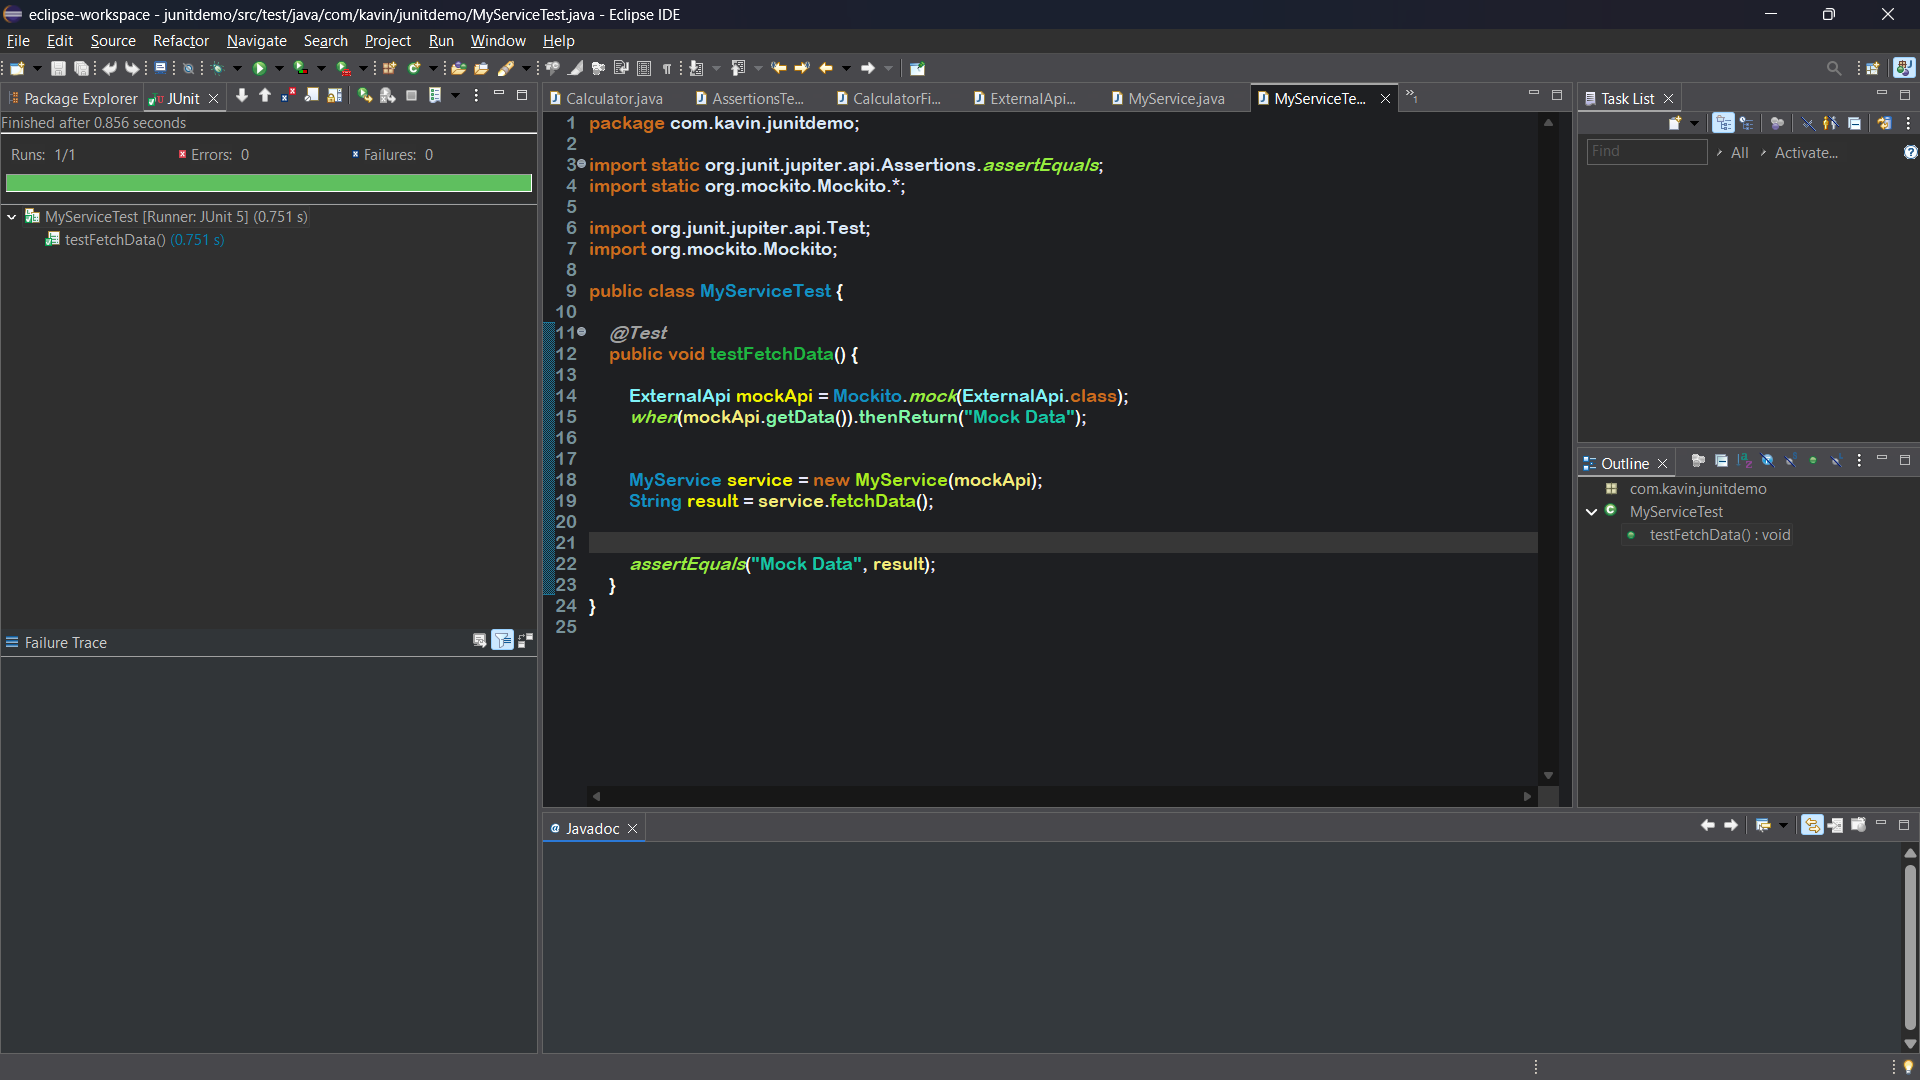 eclipse-workspace - junitdemo/src/test/java/com/kavin/junitdemo/MyServiceTest.java - Eclipse IDE
File Edit Source Refactor Navigate Search Project Run Window Help
Package Explorer JUnit
Finished after 0.856 seconds
Runs: 1/1 Errors: 0 Failures: 0
MyServiceTest [Runner: JUnit 5] (0.751 s)
testFetchData() (0.751 s)
Failure Trace
Calculator.java AssertionsTe... CalculatorFi... ExternalApi... MyService.java MyServiceTe... »1
1 package com.kavin.junitdemo;
2
3 import static org.junit.jupiter.api.Assertions.assertEquals;
4 import static org.mockito.Mockito.*;
5
6 import org.junit.jupiter.api.Test;
7 import org.mockito.Mockito;
8
9 public class MyServiceTest {
10
11 @Test
12 public void testFetchData() {
13
14 ExternalApi mockApi = Mockito.mock(ExternalApi.class);
15 when(mockApi.getData()).thenReturn("Mock Data");
16
17
18 MyService service = new MyService(mockApi);
19 String result = service.fetchData();
20
21
22 assertEquals("Mock Data", result);
23 }
24 }
25
Javadoc
Task List
Find All Activate...
Outline
com.kavin.junitdemo
MyServiceTest
testFetchData() : void